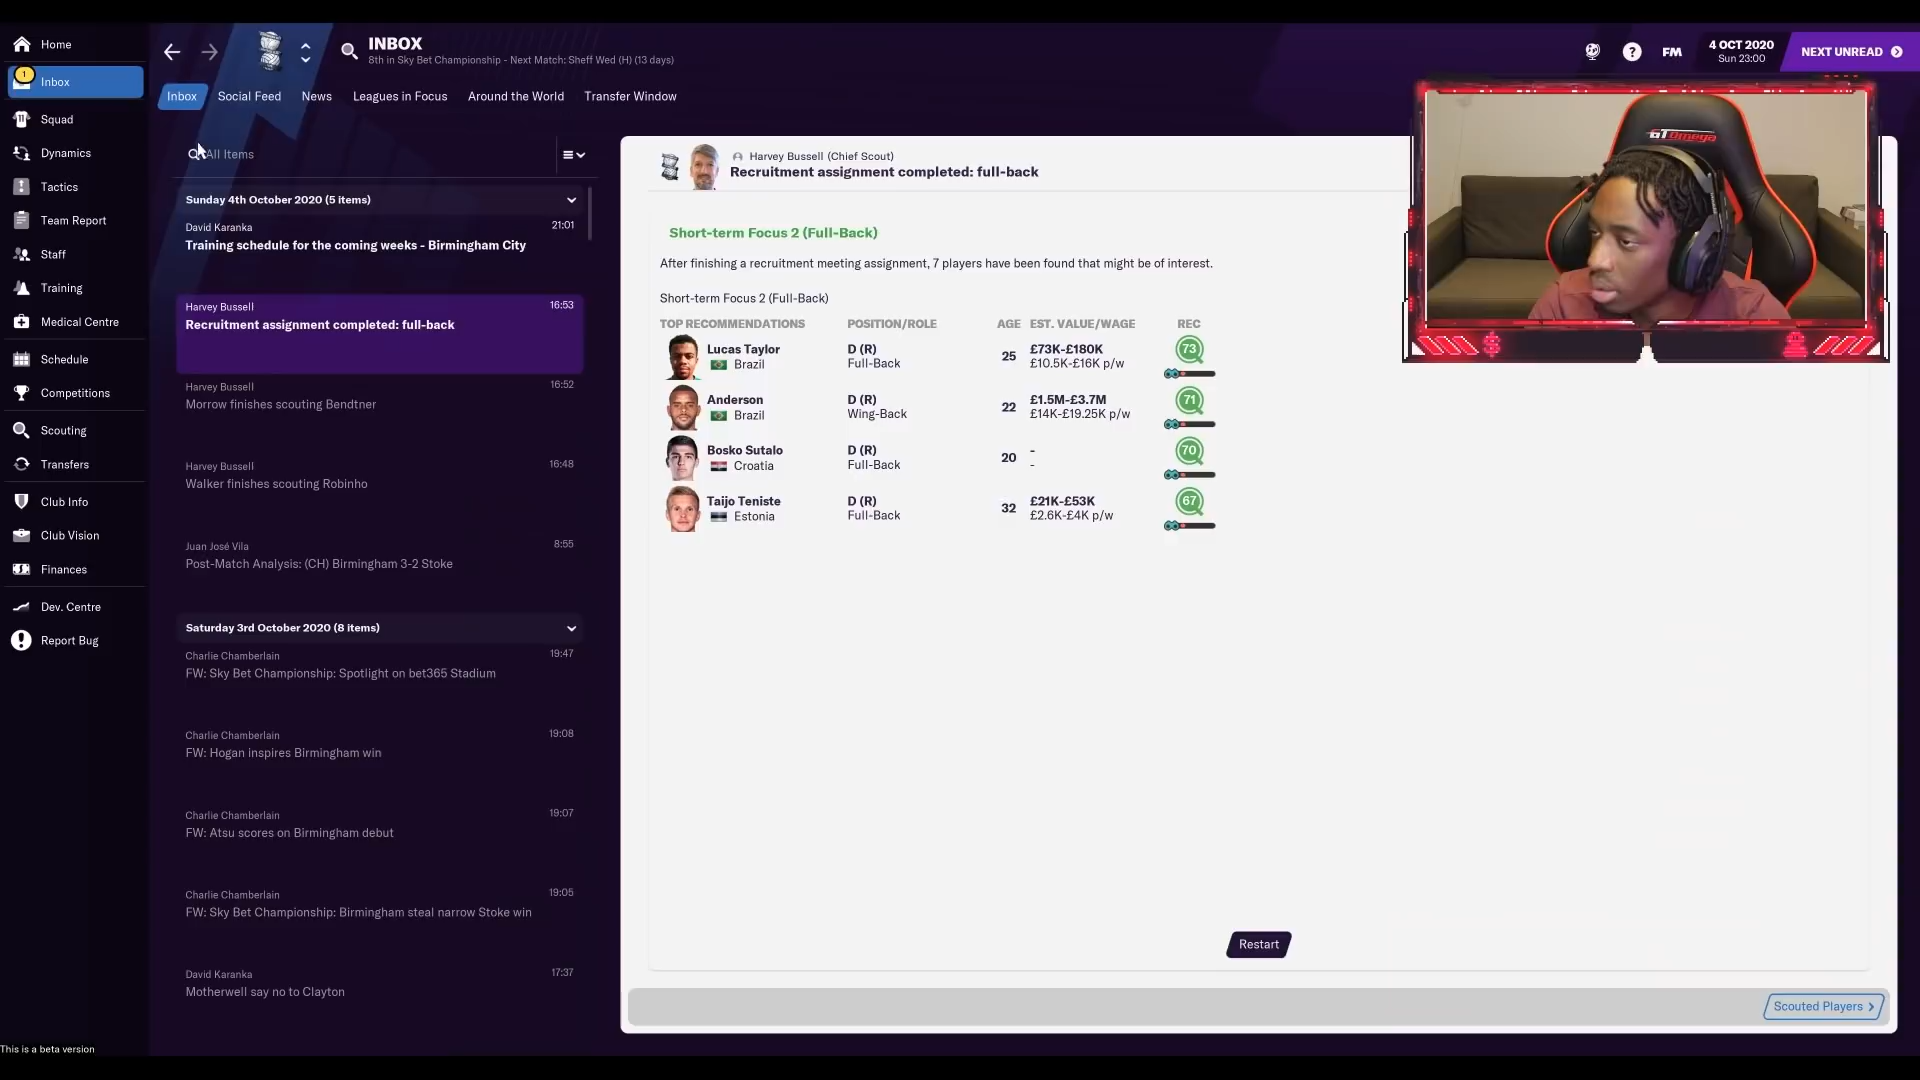 Home
Inbox
1
Squad
Dynamics
Tactics
Team Report
Staff
Training
Medical Centre
Schedule
Competitions
Scouting
Transfers
Club Info
Club Vision
Finances
Dev. Centre
Report Bug
This is a beta version
INBOX
8th in Sky Bet Championship - Next Match: Sheff Wed (H) (13 days)
FM
4 OCT 2020
Sun 23:00
NEXT UNREAD
Inbox Social Feed News Leagues in Focus Around the World Transfer Window
All Items
Sunday 4th October 2020 (5 items)
David Karanka 21:01
Training schedule for the coming weeks - Birmingham City
Harvey Bussell 16:53
Recruitment assignment completed: full-back
Harvey Bussell 16:52
Morrow finishes scouting Bendtner
Harvey Bussell 16:48
Walker finishes scouting Robinho
Juan José Vila 8:55
Post-Match Analysis: (CH) Birmingham 3-2 Stoke
Saturday 3rd October 2020 (8 items)
Charlie Chamberlain 19:47
FW: Sky Bet Championship: Spotlight on bet365 Stadium
Charlie Chamberlain 19:08
FW: Hogan inspires Birmingham win
Charlie Chamberlain 19:07
FW: Atsu scores on Birmingham debut
Charlie Chamberlain 19:05
FW: Sky Bet Championship: Birmingham steal narrow Stoke win
David Karanka 17:37
Motherwell say no to Clayton
Harvey Bussell (Chief Scout)
Recruitment assignment completed: full-back
Short-term Focus 2 (Full-Back)
After finishing a recruitment meeting assignment, 7 players have been found that might be of interest.
Short-term Focus 2 (Full-Back)
TOP RECOMMENDATIONS POSITION/ROLE AGE EST. VALUE/WAGE REC
Lucas Taylor D (R) 25 £73K-£180K 73
Brazil Full-Back £10.5K-£16K p/w
Anderson D (R) 22 £1.5M-£3.7M 71
Brazil Wing-Back £14K-£19.25K p/w
Bosko Sutalo D (R) 20 - 70
Croatia Full-Back -
Taijo Teniste D (R) 32 £21K-£53K 67
Estonia Full-Back £2.6K-£4K p/w
Restart
Scouted Players
GTOmega